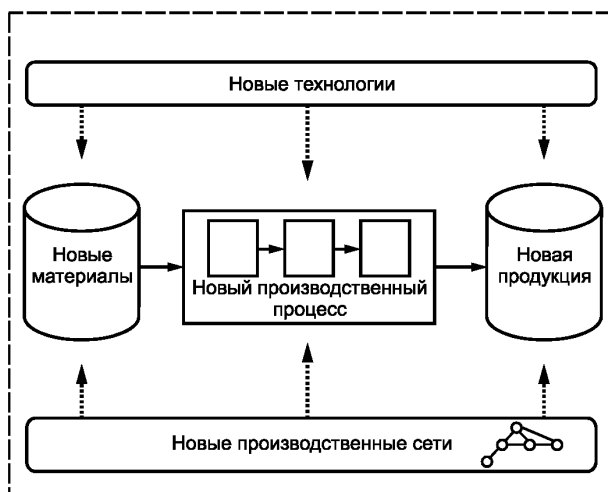 Новые технологии
Новые
материалы
Новый производственный
процесс
Новая
продукция
Новые производственные сети